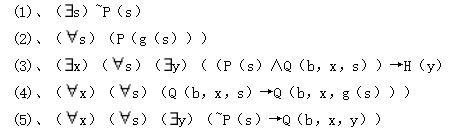 (1)、(∃s)~P(s)
(2)、(∀s)(P(g(s)))
(3)、(∃x)(∀s)(∃y)((P(s)∧Q(b,x,s))→H(y)
(4)、(∀x)(∀s)(Q(b,x,s)→Q(b,x,g(s)))
(5)、(∀x)(∀s)(∃y)(~P(s)→Q(b,x,y))